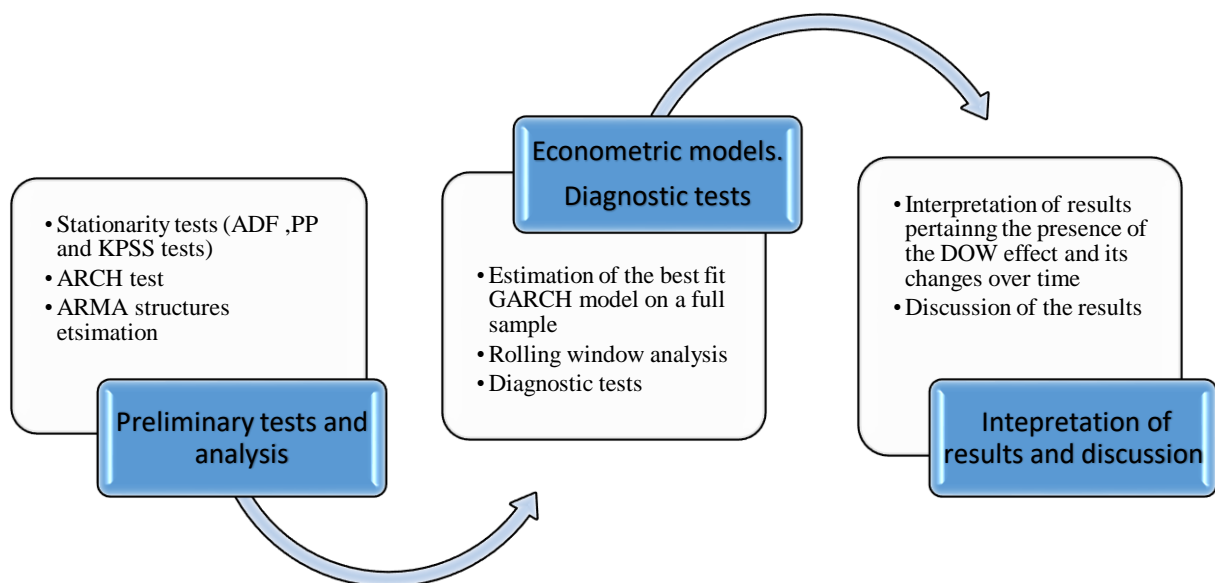 • Stationarity tests (ADF ,PP
and KPSS tests)
• ARCH test
• ARMA structures
etsimation
Preliminary tests and
analysis
Econometric models.
Diagnostic tests
• Estimation of the best fit
GARCH model on a full
sample
• Rolling window analysis
• Diagnostic tests
• Interpretation of results
pertainng the presence of
the DOW effect and its
changes over time
• Discussion of the results
Intepretation of
results and discussion